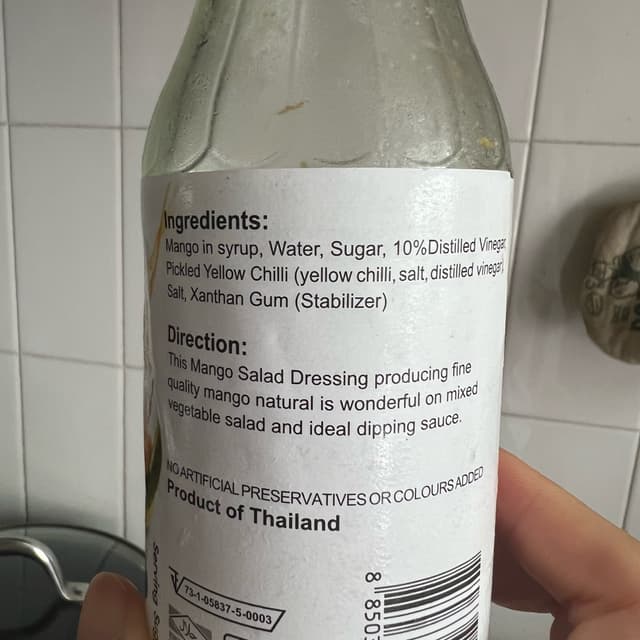 Ingredients:
Mango in syrup, Water, Sugar, 10%Distilled Vinegar,
Pickled Yellow Chilli (yellow chilli, salt, distilled vinegar),
Salt, Xanthan Gum (Stabilizer)
Direction:
This Mango Salad Dressing producing fine
quality mango natural is wonderful on mixed
vegetable salad and ideal dipping sauce.
NO ARTIFICIAL PRESERVATIVES OR COLOURS ADDED
Product of Thailand
73-1-05837-5-0003
حلال
Serving
8 850